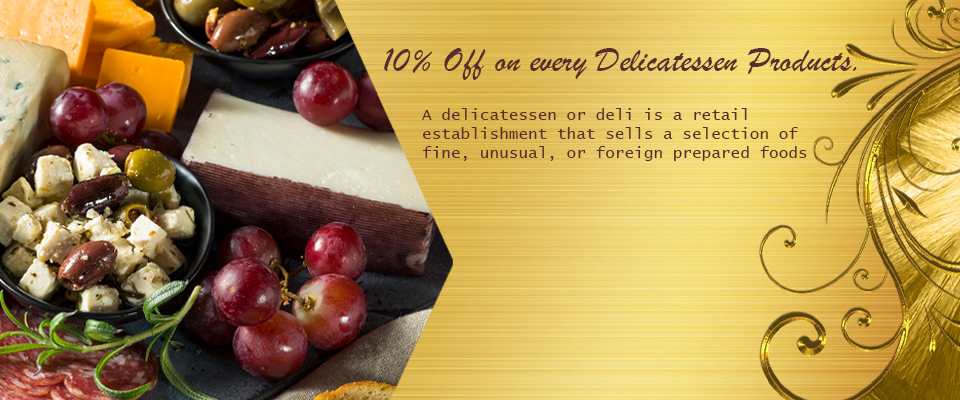 10% Off on every Delicatessen Products.
A delicatessen or deli is a retail
establishment that sells a selection of
fine, unusual, or foreign prepared foods